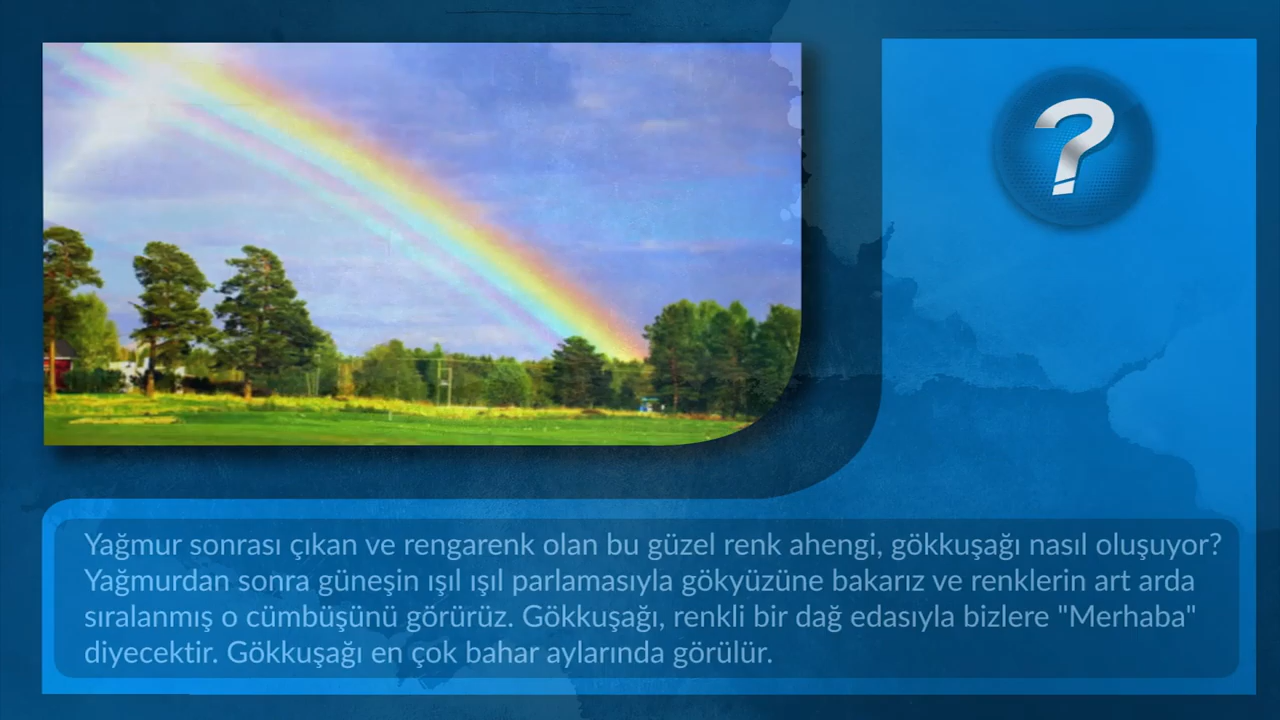 ?
Yağmur sonrası çıkan ve rengarenk olan bu güzel renk ahengi, gökkuşağı nasıl oluşuyor?
Yağmurdan sonra güneşin ışıl ışıl parlamasıyla gökyüzüne bakarız ve renklerin art arda
sıralanmış o cümbüşünü görürüz. Gökkuşağı, renkli bir dağ edasıyla bizlere "Merhaba"
diyecektir. Gökkuşağı en çok bahar aylarında görülür.